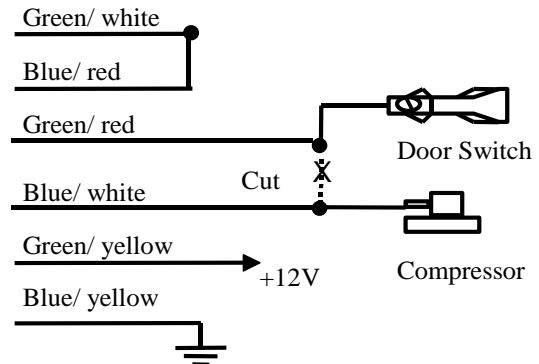 Green/ white
Blue/ red
Green/ red
Door Switch
Cut
X
Blue/ white
Green/ yellow
+12V
Compressor
Blue/ yellow